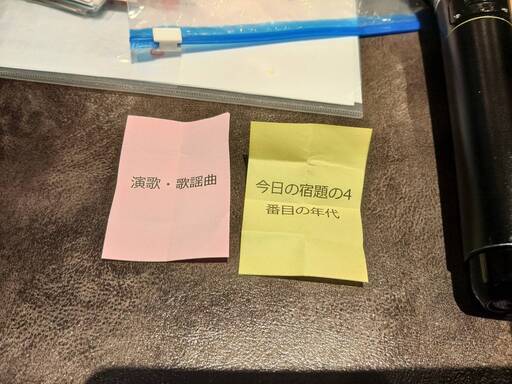 演歌・歌謡曲
今日の宿題の4
番目の年代